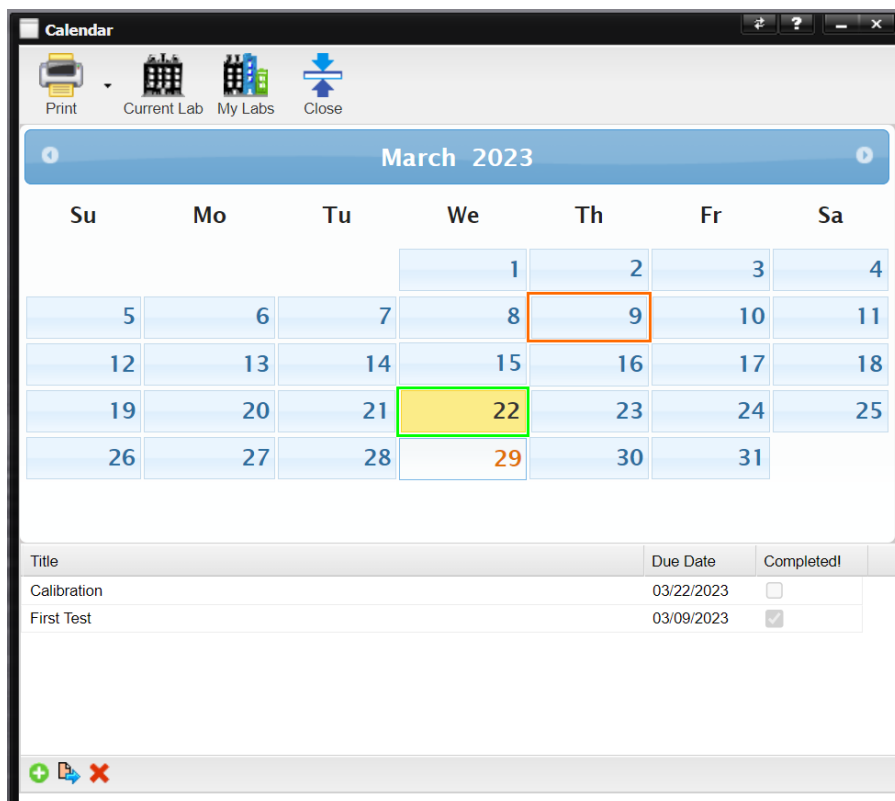 Calendar
?
Print Current Lab My Labs Close
March 2023
Su Mo Tu We Th Fr Sa
1 2 3 4
5 6 7 8 9 10 11
12 13 14 15 16 17 18
19 20 21 22 23 24 25
26 27 28 29 30 31
Title Due Date Completed!
Calibration 03/22/2023
First Test 03/09/2023